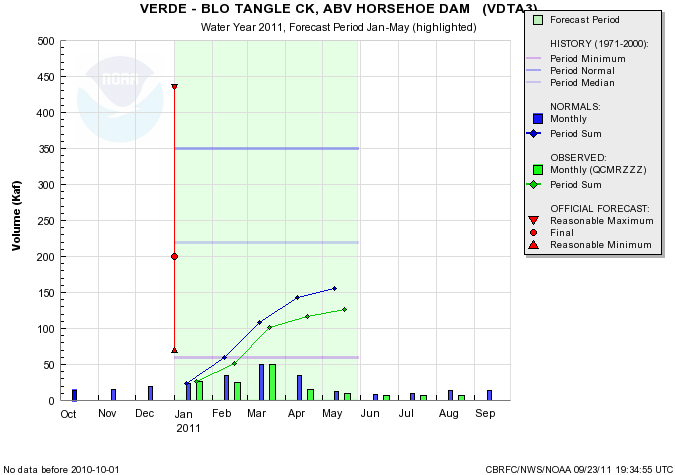 VERDE - BLO TANGLE CK, ABV HORSEHOE DAM (VDTA3)
Water Year 2011, Forecast Period Jan-May (highlighted)
Volume (Kaf)
500
450
400
350
300
250
200
150
100
50
0
NOAA
Oct Nov Dec Jan Feb Mar Apr May Jun Jul Aug Sep
2011
Forecast Period
HISTORY (1971-2000):
Period Minimum
Period Normal
Period Median
NORMALS:
Monthly
Period Sum
OBSERVED:
Monthly (QCMRZZZ)
Period Sum
OFFICIAL FORECAST:
Reasonable Maximum
Final
Reasonable Minimum
No data before 2010-10-01
CBRFC/NWS/NOAA 09/23/11 19:34:55 UTC